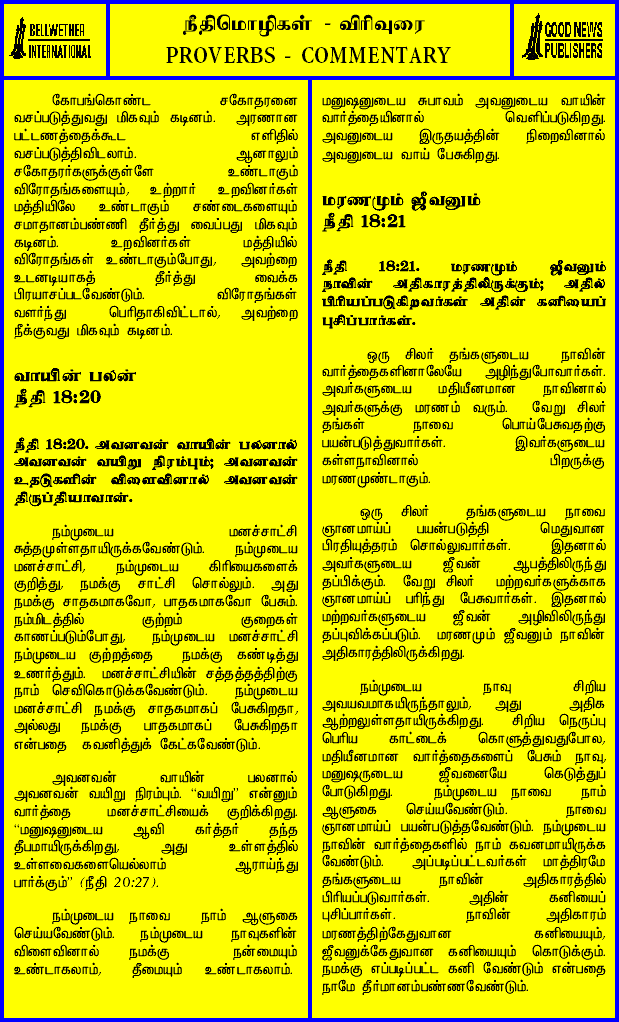 BELLWETHER
INTERNATIONAL
நீதிமொழிகள் - விரிவுரை
PROVERBS - COMMENTARY
GOOD NEWS
PUBLISHERS
கோபங்கொண்ட சகோதரனை
வசப்படுத்துவது மிகவும் கடினம். அரணான
பட்டணத்தைக்கூட எளிதில்
வசப்படுத்திவிடலாம். ஆனாலும்
சகோதரர்களுக்குள்ளே உண்டாகும்
விரோதங்களையும், உற்றார் உறவினர்கள்
மத்தியிலே உண்டாகும் சண்டைகளையும்
சமாதானம்பண்ணி தீர்த்து வைப்பது மிகவும்
கடினம். உறவினர்கள் மத்தியில்
விரோதங்கள் உண்டாகும்போது, அவற்றை
உடனடியாகத் தீர்த்து வைக்க
பிரயாசப்படவேண்டும். விரோதங்கள்
வளர்ந்து பெரிதாகிவிட்டால், அவற்றை
நீக்குவது மிகவும் கடினம்.
வாயின் பலன்
நீதி 18:20
நீதி 18:20. அவனவன் வாயின் பலனால்
அவனவன் வயிறு நிரம்பும்; அவனவன்
உதடுகளின் விளைவினால் அவனவன்
திருப்தியாவான்.
நம்முடைய மனச்சாட்சி
சுத்தமுள்ளதாயிருக்கவேண்டும். நம்முடைய
மனச்சாட்சி, நம்முடைய கிரியைகளைக்
குறித்து, நமக்கு சாட்சி சொல்லும். அது
நமக்கு சாதகமாகவோ, பாதகமாகவோ பேசும்.
நம்மிடத்தில் குற்றம் குறைகள்
காணப்படும்போது, நம்முடைய மனச்சாட்சி
நம்முடைய குற்றத்தை நமக்கு கண்டித்து
உணர்த்தும். மனச்சாட்சியின் சத்தத்தத்திற்கு
நாம் செவிகொடுக்கவேண்டும். நம்முடைய
மனச்சாட்சி நமக்கு சாதகமாகப் பேசுகிறதா,
அல்லது நமக்கு பாதகமாகப் பேசுகிறதா
என்பதை கவனித்துக் கேட்கவேண்டும்.
அவனவன் வாயின் பலனால்
அவனவன் வயிறு நிரம்பும். "வயிறு" என்னும்
வார்த்தை மனச்சாட்சியைக் குறிக்கிறது.
"மனுஷனுடைய ஆவி கர்த்தர் தந்த
தீபமாயிருக்கிறது, அது உள்ளத்தில்
உள்ளவைகளையெல்லாம் ஆராய்ந்து
பார்க்கும்" (நீதி 20:27).
நம்முடைய நாவை நாம் ஆளுகை
செய்யவேண்டும். நம்முடைய நாவுகளின்
விளைவினால் நமக்கு நன்மையும்
உண்டாகலாம், தீமையும் உண்டாகலாம்.
மனுஷனுடைய சுபாவம் அவனுடைய வாயின்
வார்த்தையினால் வெளிப்படுகிறது.
அவனுடைய இருதயத்தின் நிறைவினால்
அவனுடைய வாய் பேசுகிறது.
மரணமும் ஜீவனும்
நீதி 18:21
நீதி 18:21. மரணமும் ஜீவனும்
நாவின் அதிகாரத்திலிருக்கும்; அதில்
பிரியப்படுகிறவர்கள் அதின் கனியைப்
புசிப்பார்கள்.
ஒரு சிலர் தங்களுடைய நாவின்
வார்த்தைகளினாலேயே அழிந்துபோவார்கள்.
அவர்களுடைய மதியீனமான நாவினால்
அவர்களுக்கு மரணம் வரும். வேறு சிலர்
தங்கள் நாவை பொய்பேசுவதற்கு
பயன்படுத்துவார்கள். இவர்களுடைய
கள்ளநாவினால் பிறருக்கு
மரணமுண்டாகும்.
ஒரு சிலர் தங்களுடைய நாவை
ஞானமாய்ப் பயன்படுத்தி மெதுவான
பிரதியுத்தரம் சொல்லுவார்கள். இதனால்
அவர்களுடைய ஜீவன் ஆபத்திலிருந்து
தப்பிக்கும். வேறு சிலர் மற்றவர்களுக்காக
ஞானமாய்ப் பரிந்து பேசுவார்கள். இதனால்
மற்றவர்களுடைய ஜீவன் அழிவிலிருந்து
தப்புவிக்கப்படும். மரணமும் ஜீவனும் நாவின்
அதிகாரத்திலிருக்கிறது.
நம்முடைய நாவு சிறிய
அவயவமாகயிருந்தாலும், அது அதிக
ஆற்றலுள்ளதாயிருக்கிறது. சிறிய நெருப்பு
பெரிய காட்டைக் கொளுத்துவதுபோல,
மதியீனமான வார்த்தைகளைப் பேசும் நாவு,
மனுஷருடைய ஜீவனையே கெடுத்துப்
போடுகிறது. நம்முடைய நாவை நாம்
ஆளுகை செய்யவேண்டும். நாவை
ஞானமாய்ப் பயன்படுத்தவேண்டும். நம்முடைய
நாவின் வார்த்தைகளில் நாம் கவனமாயிருக்க
வேண்டும். அப்படிப்பட்டவர்கள் மாத்திரமே
தங்களுடைய நாவின் அதிகாரத்தில்
பிரியப்படுவார்கள். அதின் கனியைப்
புசிப்பார்கள். நாவின் அதிகாரம்
மரணத்திற்கேதுவான கனியையும்,
ஜீவனுக்கேதுவான கனியையும் கொடுக்கும்.
நமக்கு எப்படிப்பட்ட கனி வேண்டும் என்பதை
நாமே தீர்மானம்பண்ணவேண்டும்.